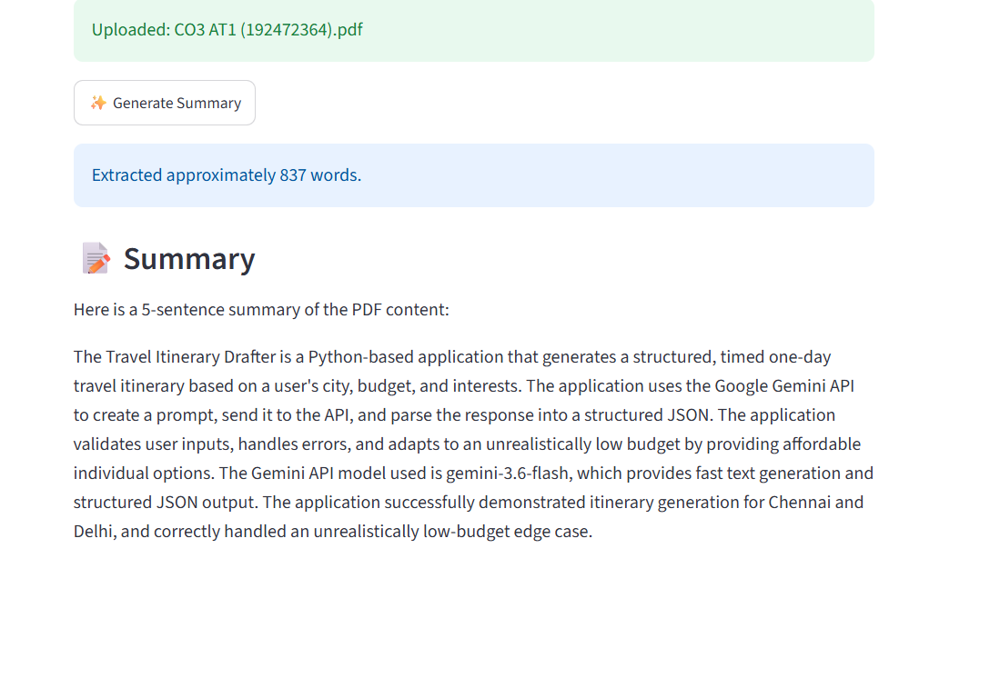 Uploaded: CO3 AT1 (192472364).pdf
✨ Generate Summary
Extracted approximately 837 words.
📝 Summary
Here is a 5-sentence summary of the PDF content:
The Travel Itinerary Drafter is a Python-based application that generates a structured, timed one-day
travel itinerary based on a user's city, budget, and interests. The application uses the Google Gemini API
to create a prompt, send it to the API, and parse the response into a structured JSON. The application
validates user inputs, handles errors, and adapts to an unrealistically low budget by providing affordable
individual options. The Gemini API model used is gemini-3.6-flash, which provides fast text generation and
structured JSON output. The application successfully demonstrated itinerary generation for Chennai and
Delhi, and correctly handled an unrealistically low-budget edge case.